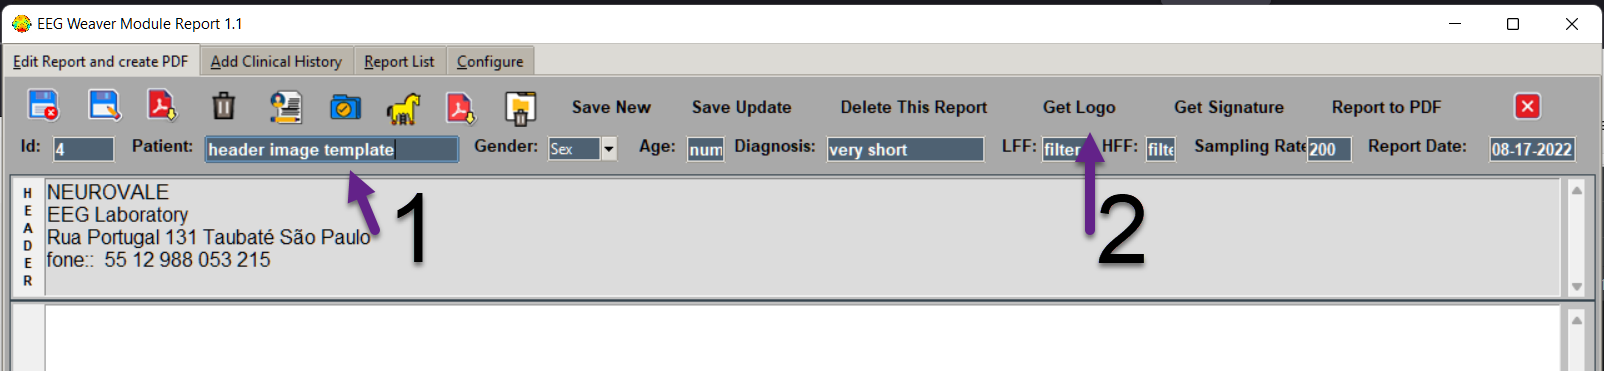 EEG Weaver Module Report 1.1
Edit Report and create PDF Add Clinical History Report List Configure
Save New Save Update Delete This Report Get Logo Get Signature Report to PDF
Id: 4 Patient: header image template Gender: Sex Age: num Diagnosis: very short LFF: filter HFF: filte Sampling Rate 200 Report Date: 08-17-2022
HEADER
NEUROVALE
EEG Laboratory
Rua Portugal 131 Taubaté São Paulo
fone:: 55 12 988 053 215
1
2